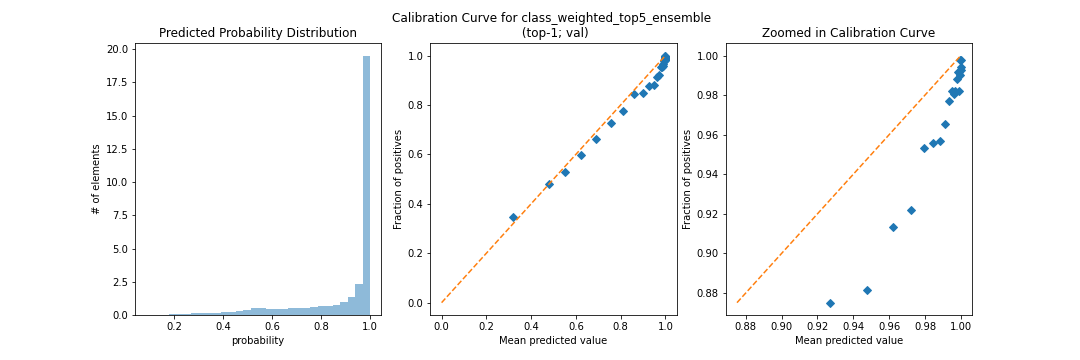 Calibration Curve for class_weighted_top5_ensemble
(top-1; val)
Predicted Probability Distribution
Zoomed in Calibration Curve
# of elements
20.0
17.5
15.0
12.5
10.0
7.5
5.0
2.5
0.0
0.2 0.4 0.6 0.8 1.0
probability
Fraction of positives
1.0
0.8
0.6
0.4
0.2
0.0
0.0 0.2 0.4 0.6 0.8 1.0
Mean predicted value
Fraction of positives
1.00
0.98
0.96
0.94
0.92
0.90
0.88
0.88 0.90 0.92 0.94 0.96 0.98 1.00
Mean predicted value